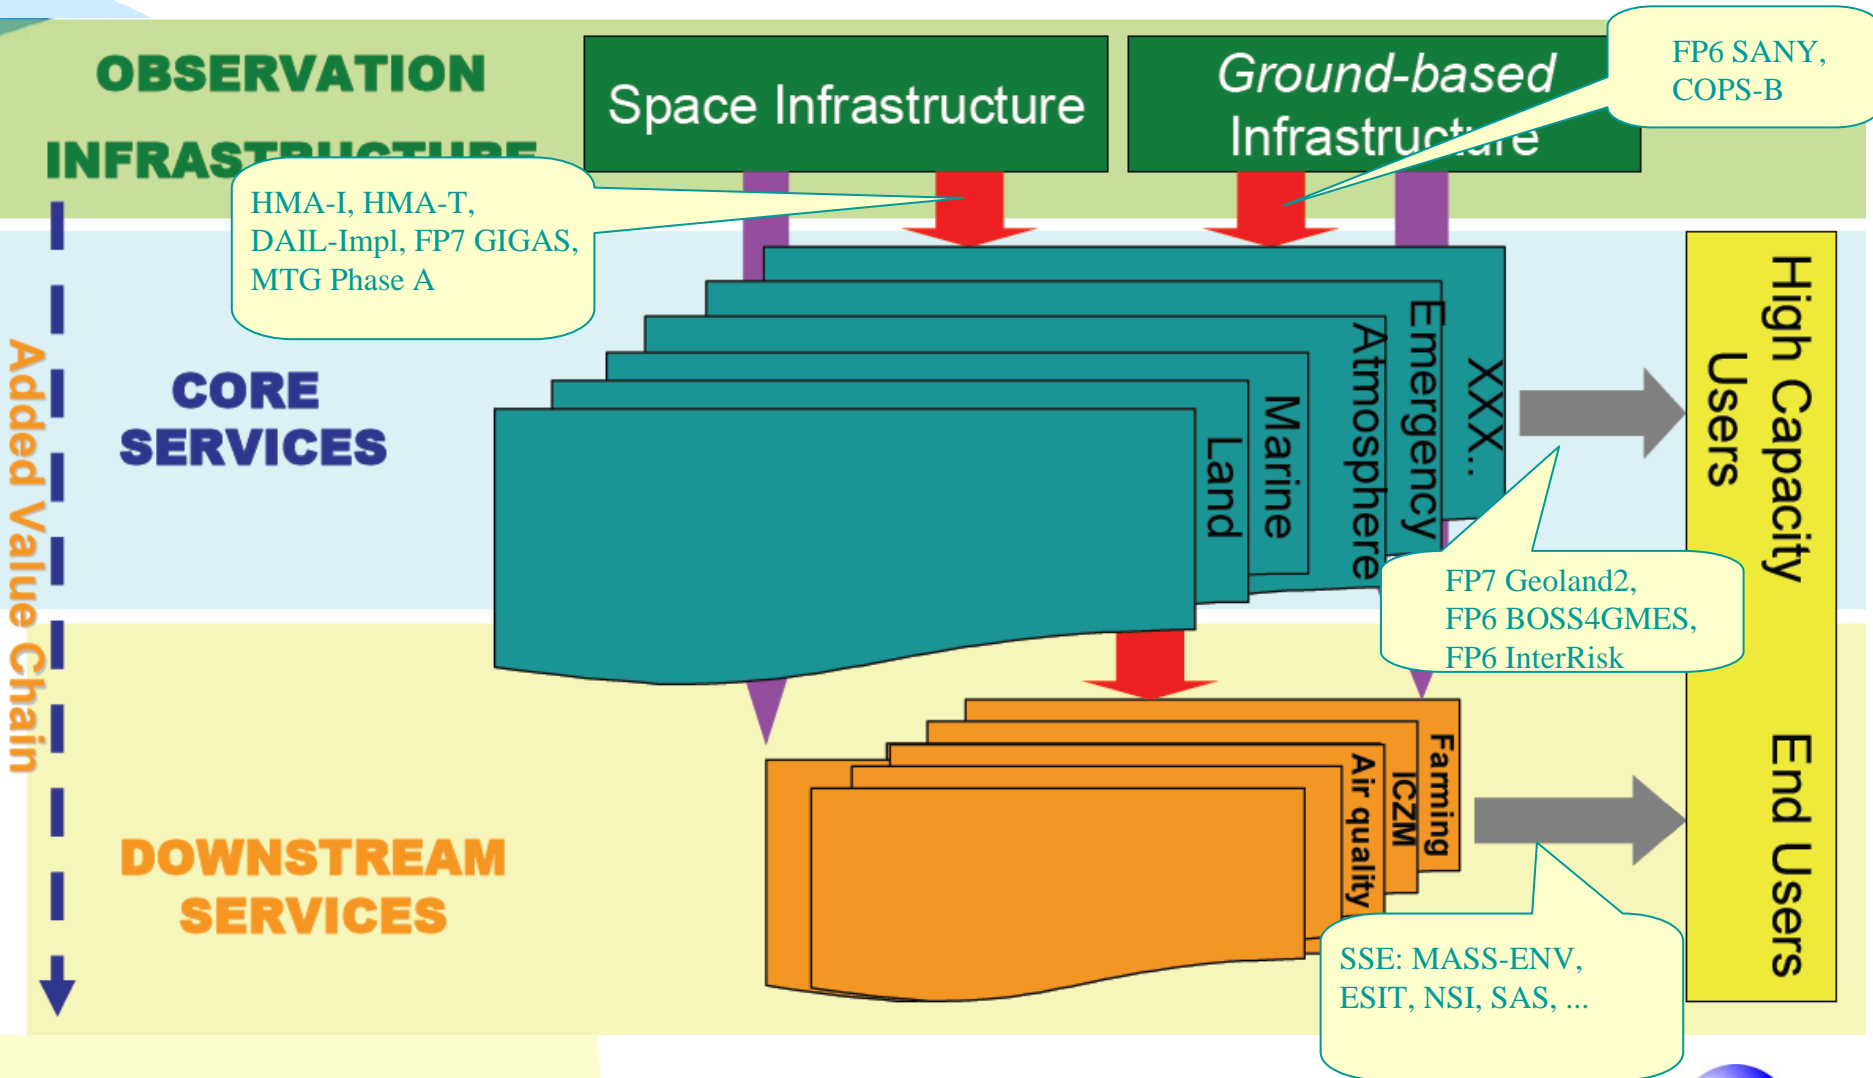 OBSERVATION
INFRASTRUCTURE
Space Infrastructure
Ground-based
Infrastructure
FP6 SANY,
COPS-B
HMA-I, HMA-T,
DAIL-Impl, FP7 GIGAS,
MTG Phase A
Added Value Chain
CORE
SERVICES
Land
Marine
Atmosphere
Emergency
XXX..
High Capacity
Users
End Users
FP7 Geoland2,
FP6 BOSS4GMES,
FP6 InterRisk
DOWNSTREAM
SERVICES
Air quality
ICZM
Farming
SSE: MASS-ENV,
ESIT, NSI, SAS, ...